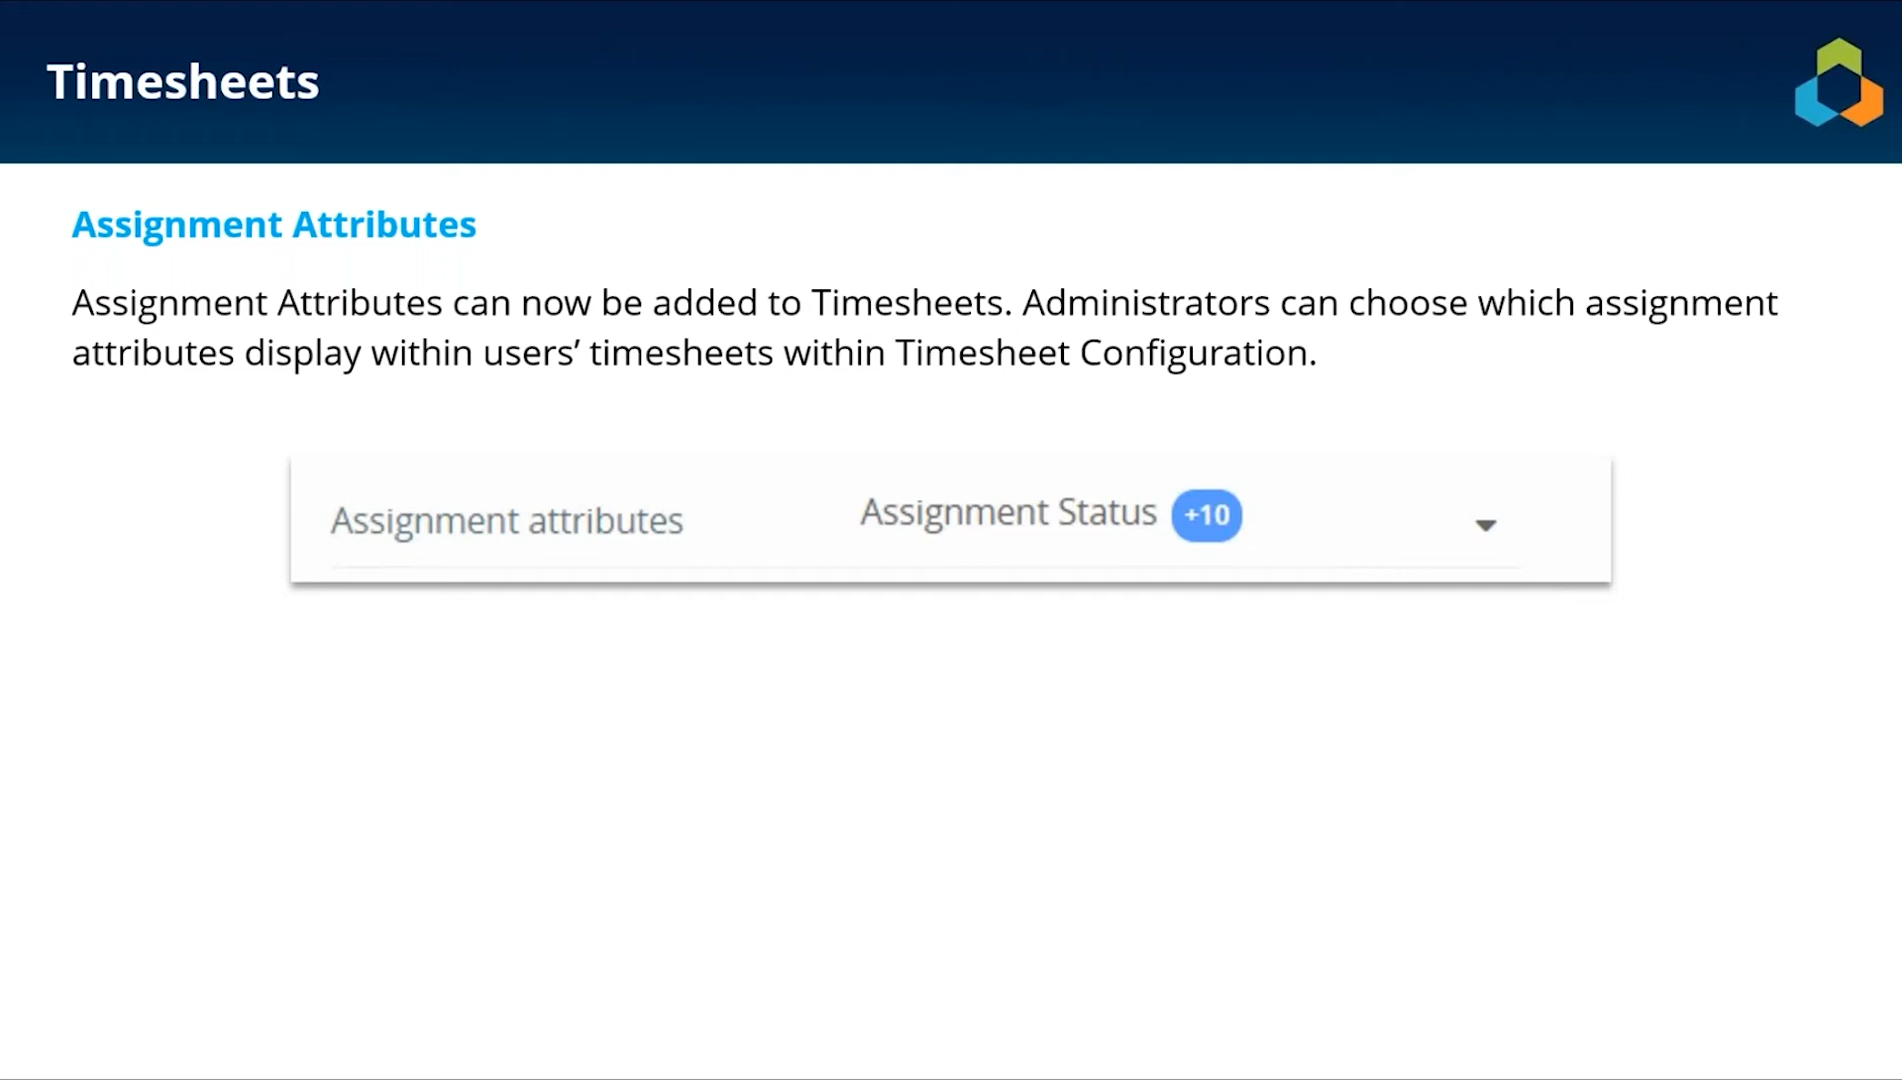 Timesheets
Assignment Attributes
Assignment Attributes can now be added to Timesheets. Administrators can choose which assignment
attributes display within users’ timesheets within Timesheet Configuration.
Assignment attributes Assignment Status +10